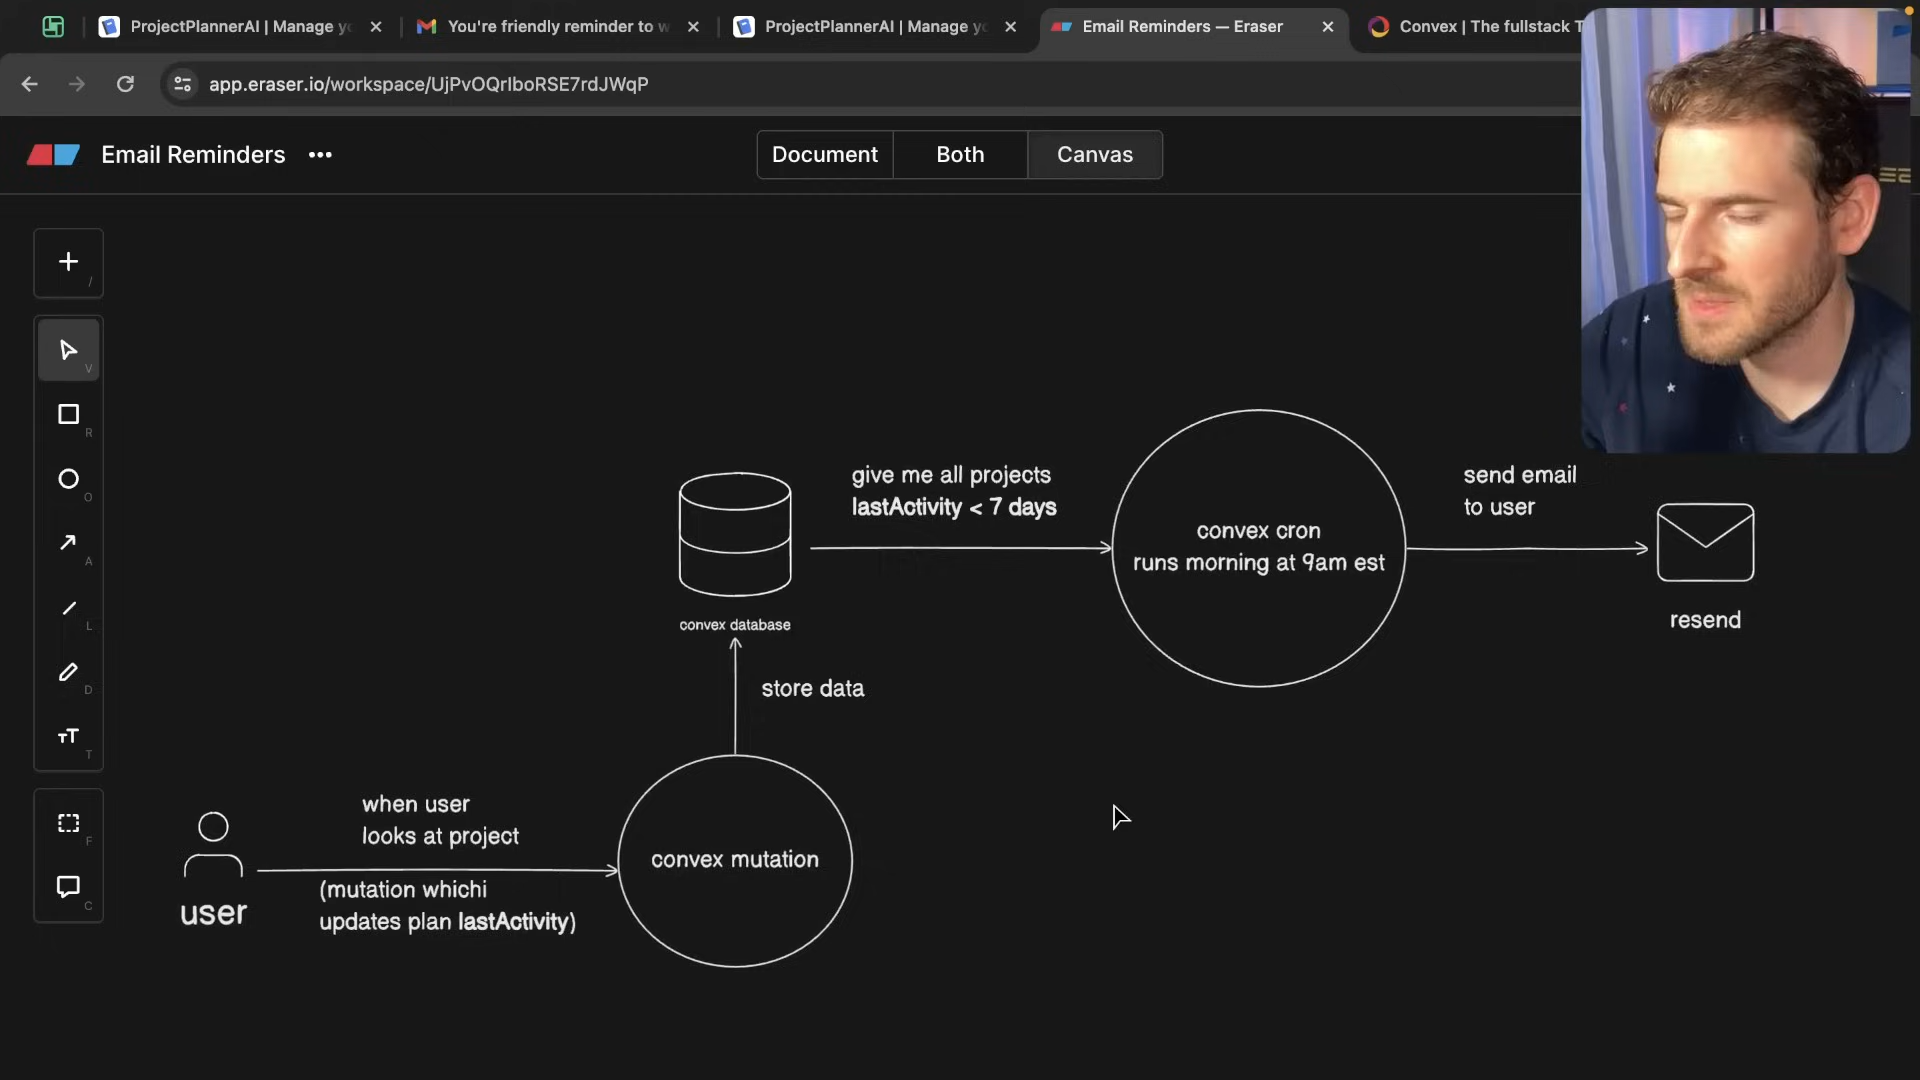 ProjectPlannerAI | Manage yo
You're friendly reminder to w
ProjectPlannerAI | Manage yo
Email Reminders — Eraser
Convex | The fullstack T
app.eraser.io/workspace/UjPvOQrIboRSE7rdJWqP
Email Reminders
Document
Both
Canvas
/
V
R
O
A
L
D
T
F
C
give me all projects
lastActivity < 7 days
convex database
convex cron
runs morning at 9am est
send email
to user
resend
store data
when user
looks at project
(mutation whichi
updates plan lastActivity)
user
convex mutation